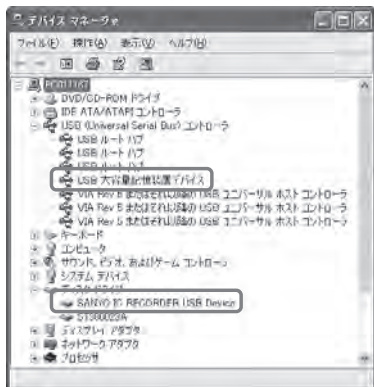 デバイス マネージャ
ファイル(F) 操作(A) 表示(V) ヘルプ(H)
DVD/CD-ROM ドライブ
IDE ATA/ATAPI コントローラ
USB (Universal Serial Bus) コントローラ
USB ルート ハブ
USB ルート ハブ
USB ルート ハブ
USB 大容量記憶装置デバイス
VIA Rev 5 またはそれ以降の USB ユニバーサル ホスト コントローラ
VIA Rev 5 またはそれ以降の USB ユニバーサル ホスト コントローラ
VIA Rev 5 またはそれ以降の USB ユニバーサル ホスト コントローラ
キーボード
コンピュータ
サウンド、ビデオ、およびゲーム コントローラ
システム デバイス
ディスク ドライブ
SANYO IC RECORDER USB Device
ディスプレイ アダプタ
ネットワーク アダプタ
プロセッサ